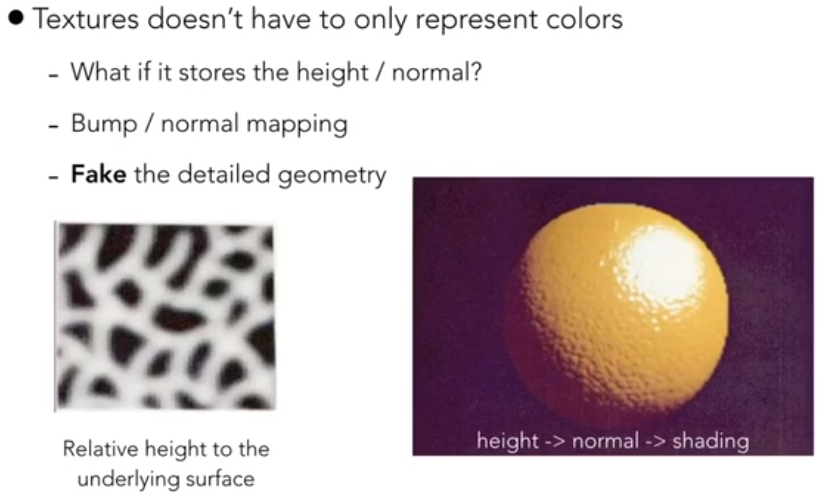 ● Textures doesn't have to only represent colors
- What if it stores the height / normal?
- Bump / normal mapping
- Fake the detailed geometry
Relative height to the
underlying surface
height -> normal -> shading